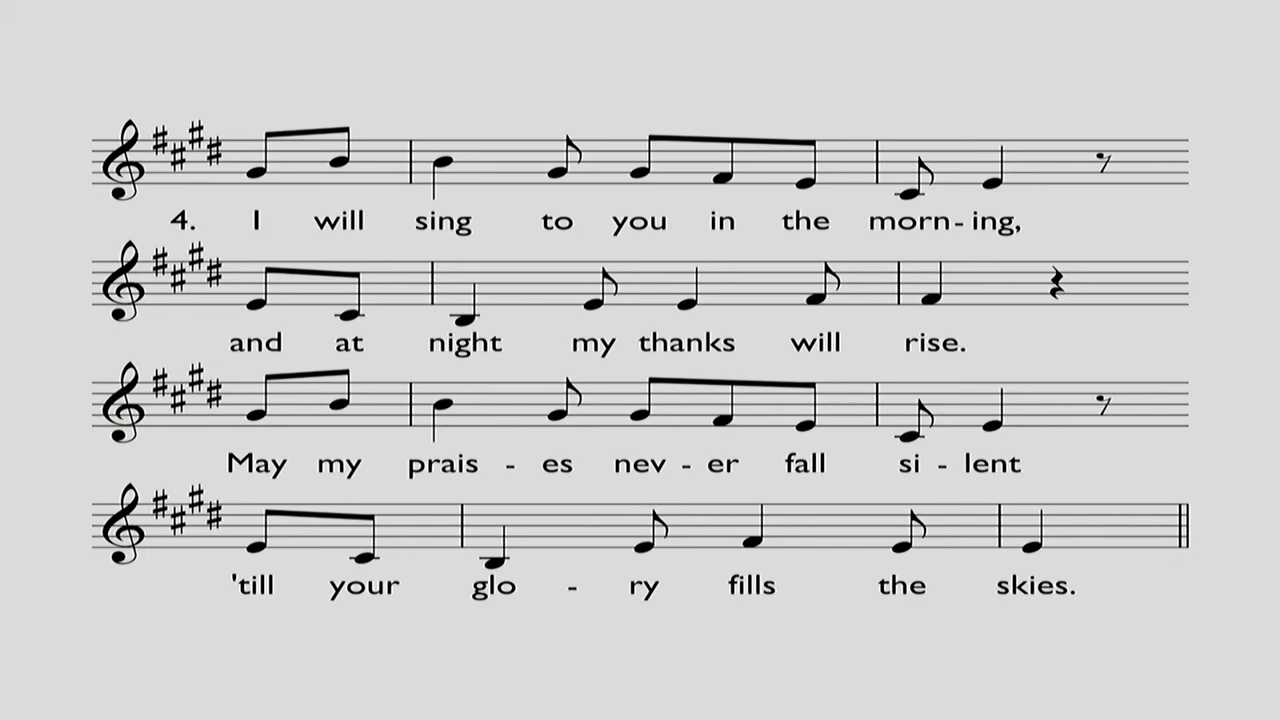 4. I will sing to you in the morn - ing,
and at night my thanks will rise.
May my prais - es nev - er fall si - lent
'till your glo - ry fills the skies.